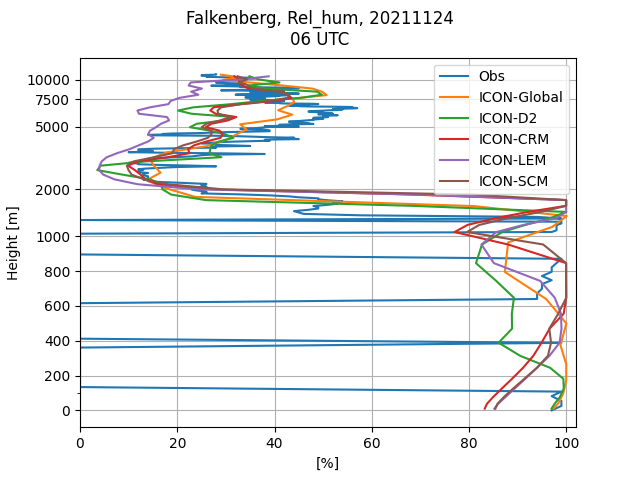 Falkenberg, Rel_hum, 20211124
06 UTC
Obs
ICON-Global
ICON-D2
ICON-CRM
ICON-LEM
ICON-SCM
Height [m]
10000
7500
5000
2000
1000
800
600
400
200
0
0 20 40 60 80 100
[%]